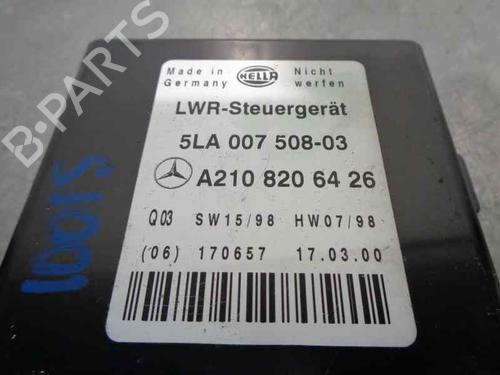 Made in Germany
HELLA
Nicht werfen
LWR-Steuergerät
5LA 007 508-03
A210 820 64 26
Q03 SW15/98 HW07/98
(06) 170657 17.03.00
10015
B-PARTS